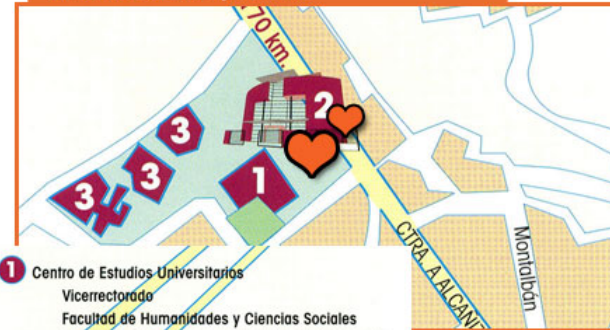 70 km.
2
3
3
3
1
CTRA. A ALCANT
Montalbán
1 Centro de Estudios Universitarios
Vicerrectorado
Facultad de Humanidades y Ciencias Sociales